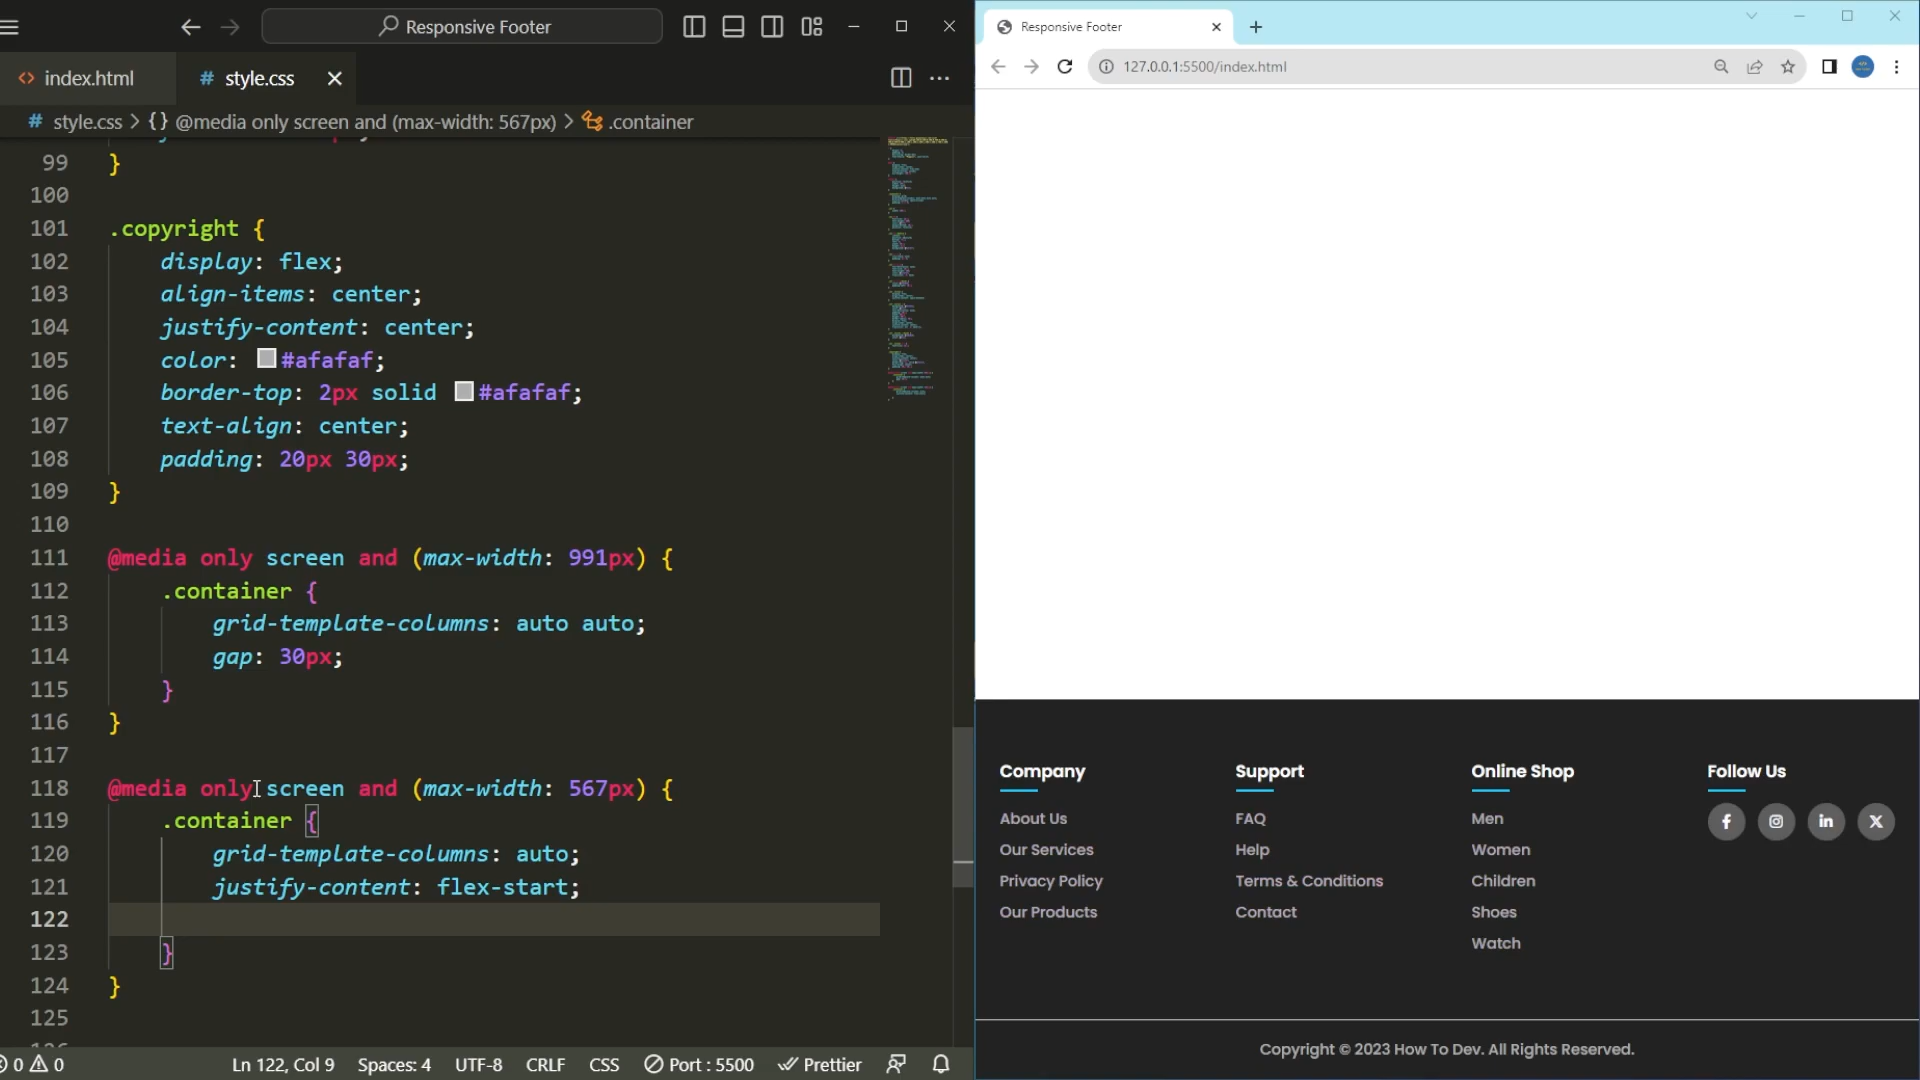 Responsive Footer
index.html
# style.css
# style.css > {} @media only screen and (max-width: 567px) > .container
99 }
100
101 .copyright {
102 display: flex;
103 align-items: center;
104 justify-content: center;
105 color: #afafaf;
106 border-top: 2px solid #afafaf;
107 text-align: center;
108 padding: 20px 30px;
109 }
110
111 @media only screen and (max-width: 991px) {
112 .container {
113 grid-template-columns: auto auto;
114 gap: 30px;
115 }
116 }
117
118 @media only screen and (max-width: 567px) {
119 .container {
120 grid-template-columns: auto;
121 justify-content: flex-start;
122
123 }
124 }
125
0 0 Ln 122, Col 9 Spaces: 4 UTF-8 CRLF CSS Port : 5500 Prettier
Responsive Footer
127.0.0.1:5500/index.html
Company
About Us
Our Services
Privacy Policy
Our Products
Support
FAQ
Help
Terms & Conditions
Contact
Online Shop
Men
Women
Children
Shoes
Watch
Follow Us
Copyright © 2023 How To Dev. All Rights Reserved.